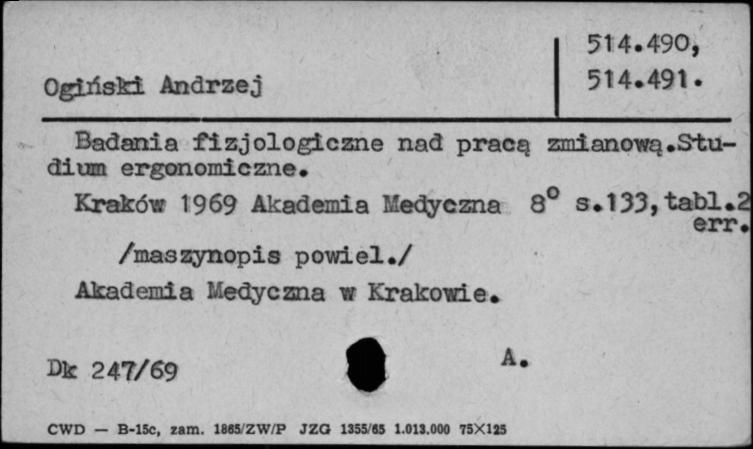 514.490,
Ogiński Andrzej 514.491.
Badania fizjologiczne nad pracą zmianową.Stu-
dium ergonomiczne.
Kraków 1969 Akademia Medyczna 8° s.133,tabl.2
err.
/maszynopis powiel./
Akademia Medyczna w Krakowie.
Dk 247/69 A.
CWD — B-15c, zam. 1865/ZW/P JZG 1355/65 1.013.000 75X125